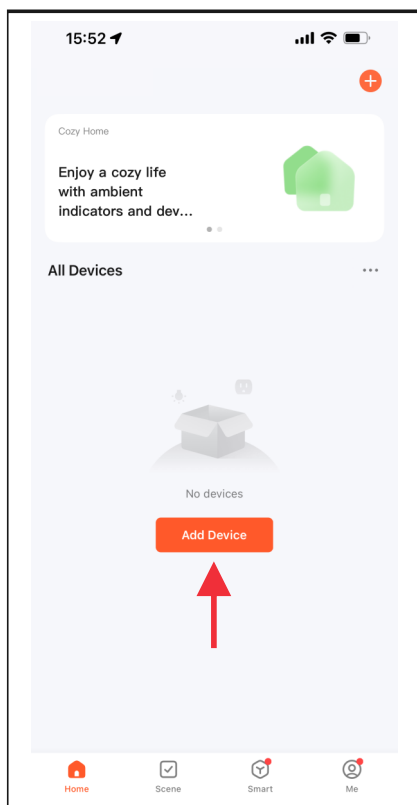 15:52
Cozy Home
Enjoy a cozy life
with ambient
indicators and dev...
All Devices
No devices
Add Device
Home
Scene
Smart
Me